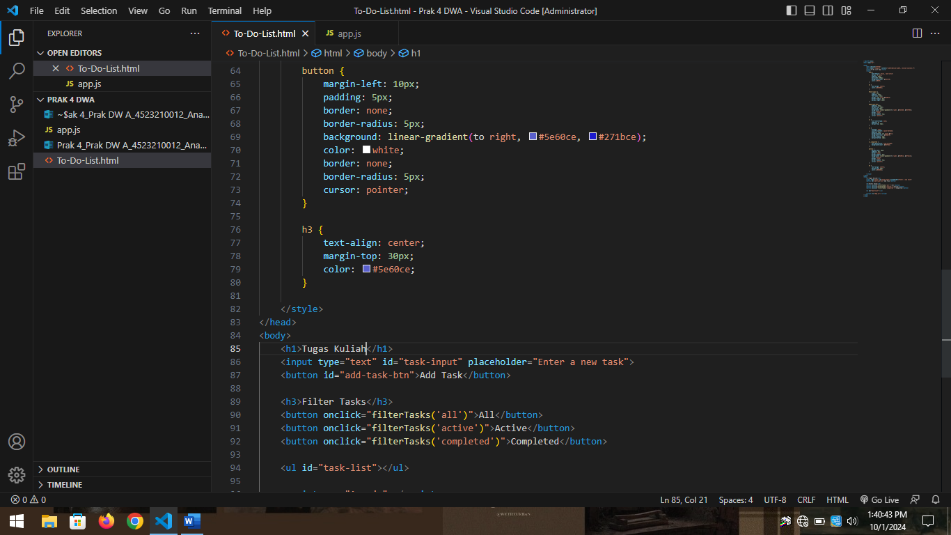 File Edit Selection View Go Run Terminal Help
To-Do-List.html - Prak 4 DWA - Visual Studio Code [Administrator]
EXPLORER
OPEN EDITORS
To-Do-List.html
app.js
PRAK 4 DWA
~$ak 4_Prak DW A_4523210012_Ana...
app.js
Prak 4_Prak DW A_4523210012_Ana...
To-Do-List.html
OUTLINE
TIMELINE
To-Do-List.html
app.js
To-Do-List.html > html > body > h1
64 button {
65 margin-left: 10px;
66 padding: 5px;
67 border: none;
68 border-radius: 5px;
69 background: linear-gradient(to right, #5e60ce, #271bce);
70 color: white;
71 border: none;
72 border-radius: 5px;
73 cursor: pointer;
74 }
75
76 h3 {
77 text-align: center;
78 margin-top: 30px;
79 color: #5e60ce;
80 }
81
82 </style>
83 </head>
84 <body>
85 <h1>Tugas Kuliah</h1>
86 <input type="text" id="task-input" placeholder="Enter a new task">
87 <button id="add-task-btn">Add Task</button>
88
89 <h3>Filter Tasks</h3>
90 <button onclick="filterTasks('all')">All</button>
91 <button onclick="filterTasks('active')">Active</button>
92 <button onclick="filterTasks('completed')">Completed</button>
93
94 <ul id="task-list"></ul>
95
0 0
Ln 85, Col 21 Spaces: 4 UTF-8 CRLF HTML Go Live
1:40:43 PM
10/1/2024